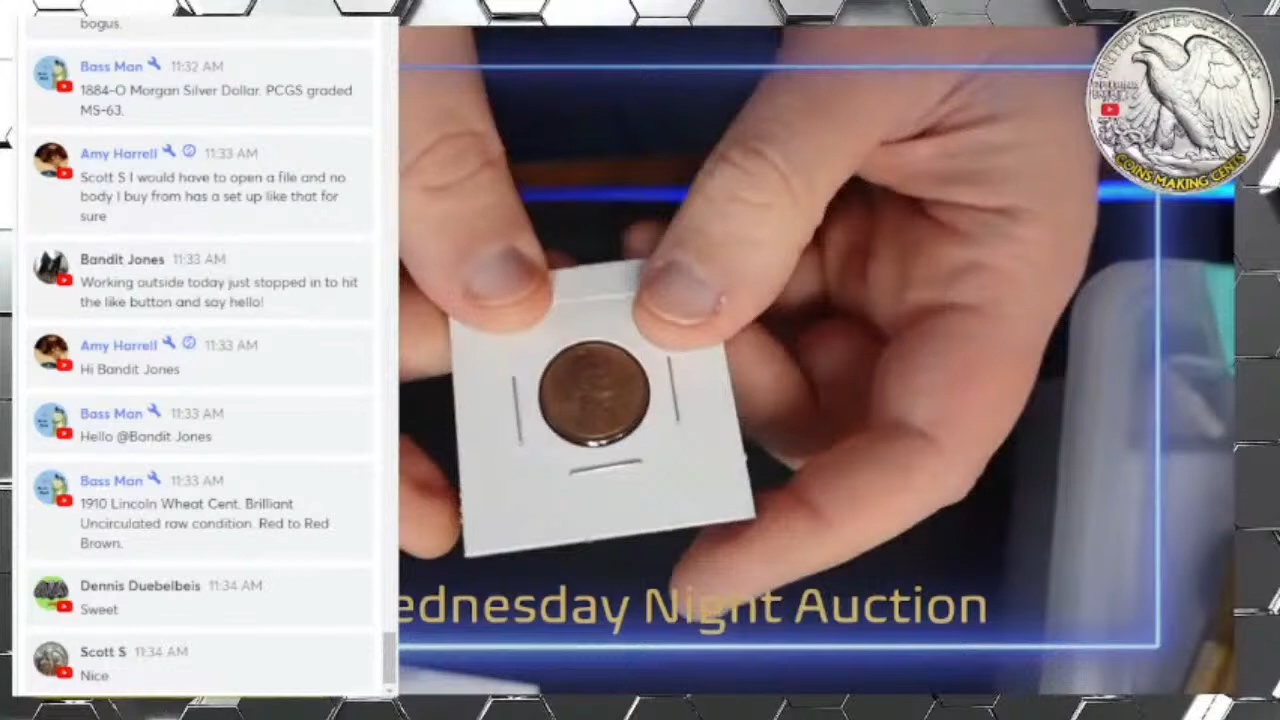 bogus.
Bass Man 11:32 AM
1884-O Morgan Silver Dollar. PCGS graded
MS-63.
Amy Harrell 11:33 AM
Scott S I would have to open a file and no
body I buy from has a set up like that for
sure
Bandit Jones 11:33 AM
Working outside today just stopped in to hit
the like button and say hello!
Amy Harrell 11:33 AM
Hi Bandit Jones
Bass Man 11:33 AM
Hello @Bandit Jones
Bass Man 11:33 AM
1910 Lincoln Wheat Cent. Brilliant
Uncirculated raw condition. Red to Red
Brown.
Dennis Duebelbeis 11:34 AM
Sweet
Scott S 11:34 AM
Nice
ednesday Night Auction
UNITED STATES OF AMERICA
COINS MAKING CENTS